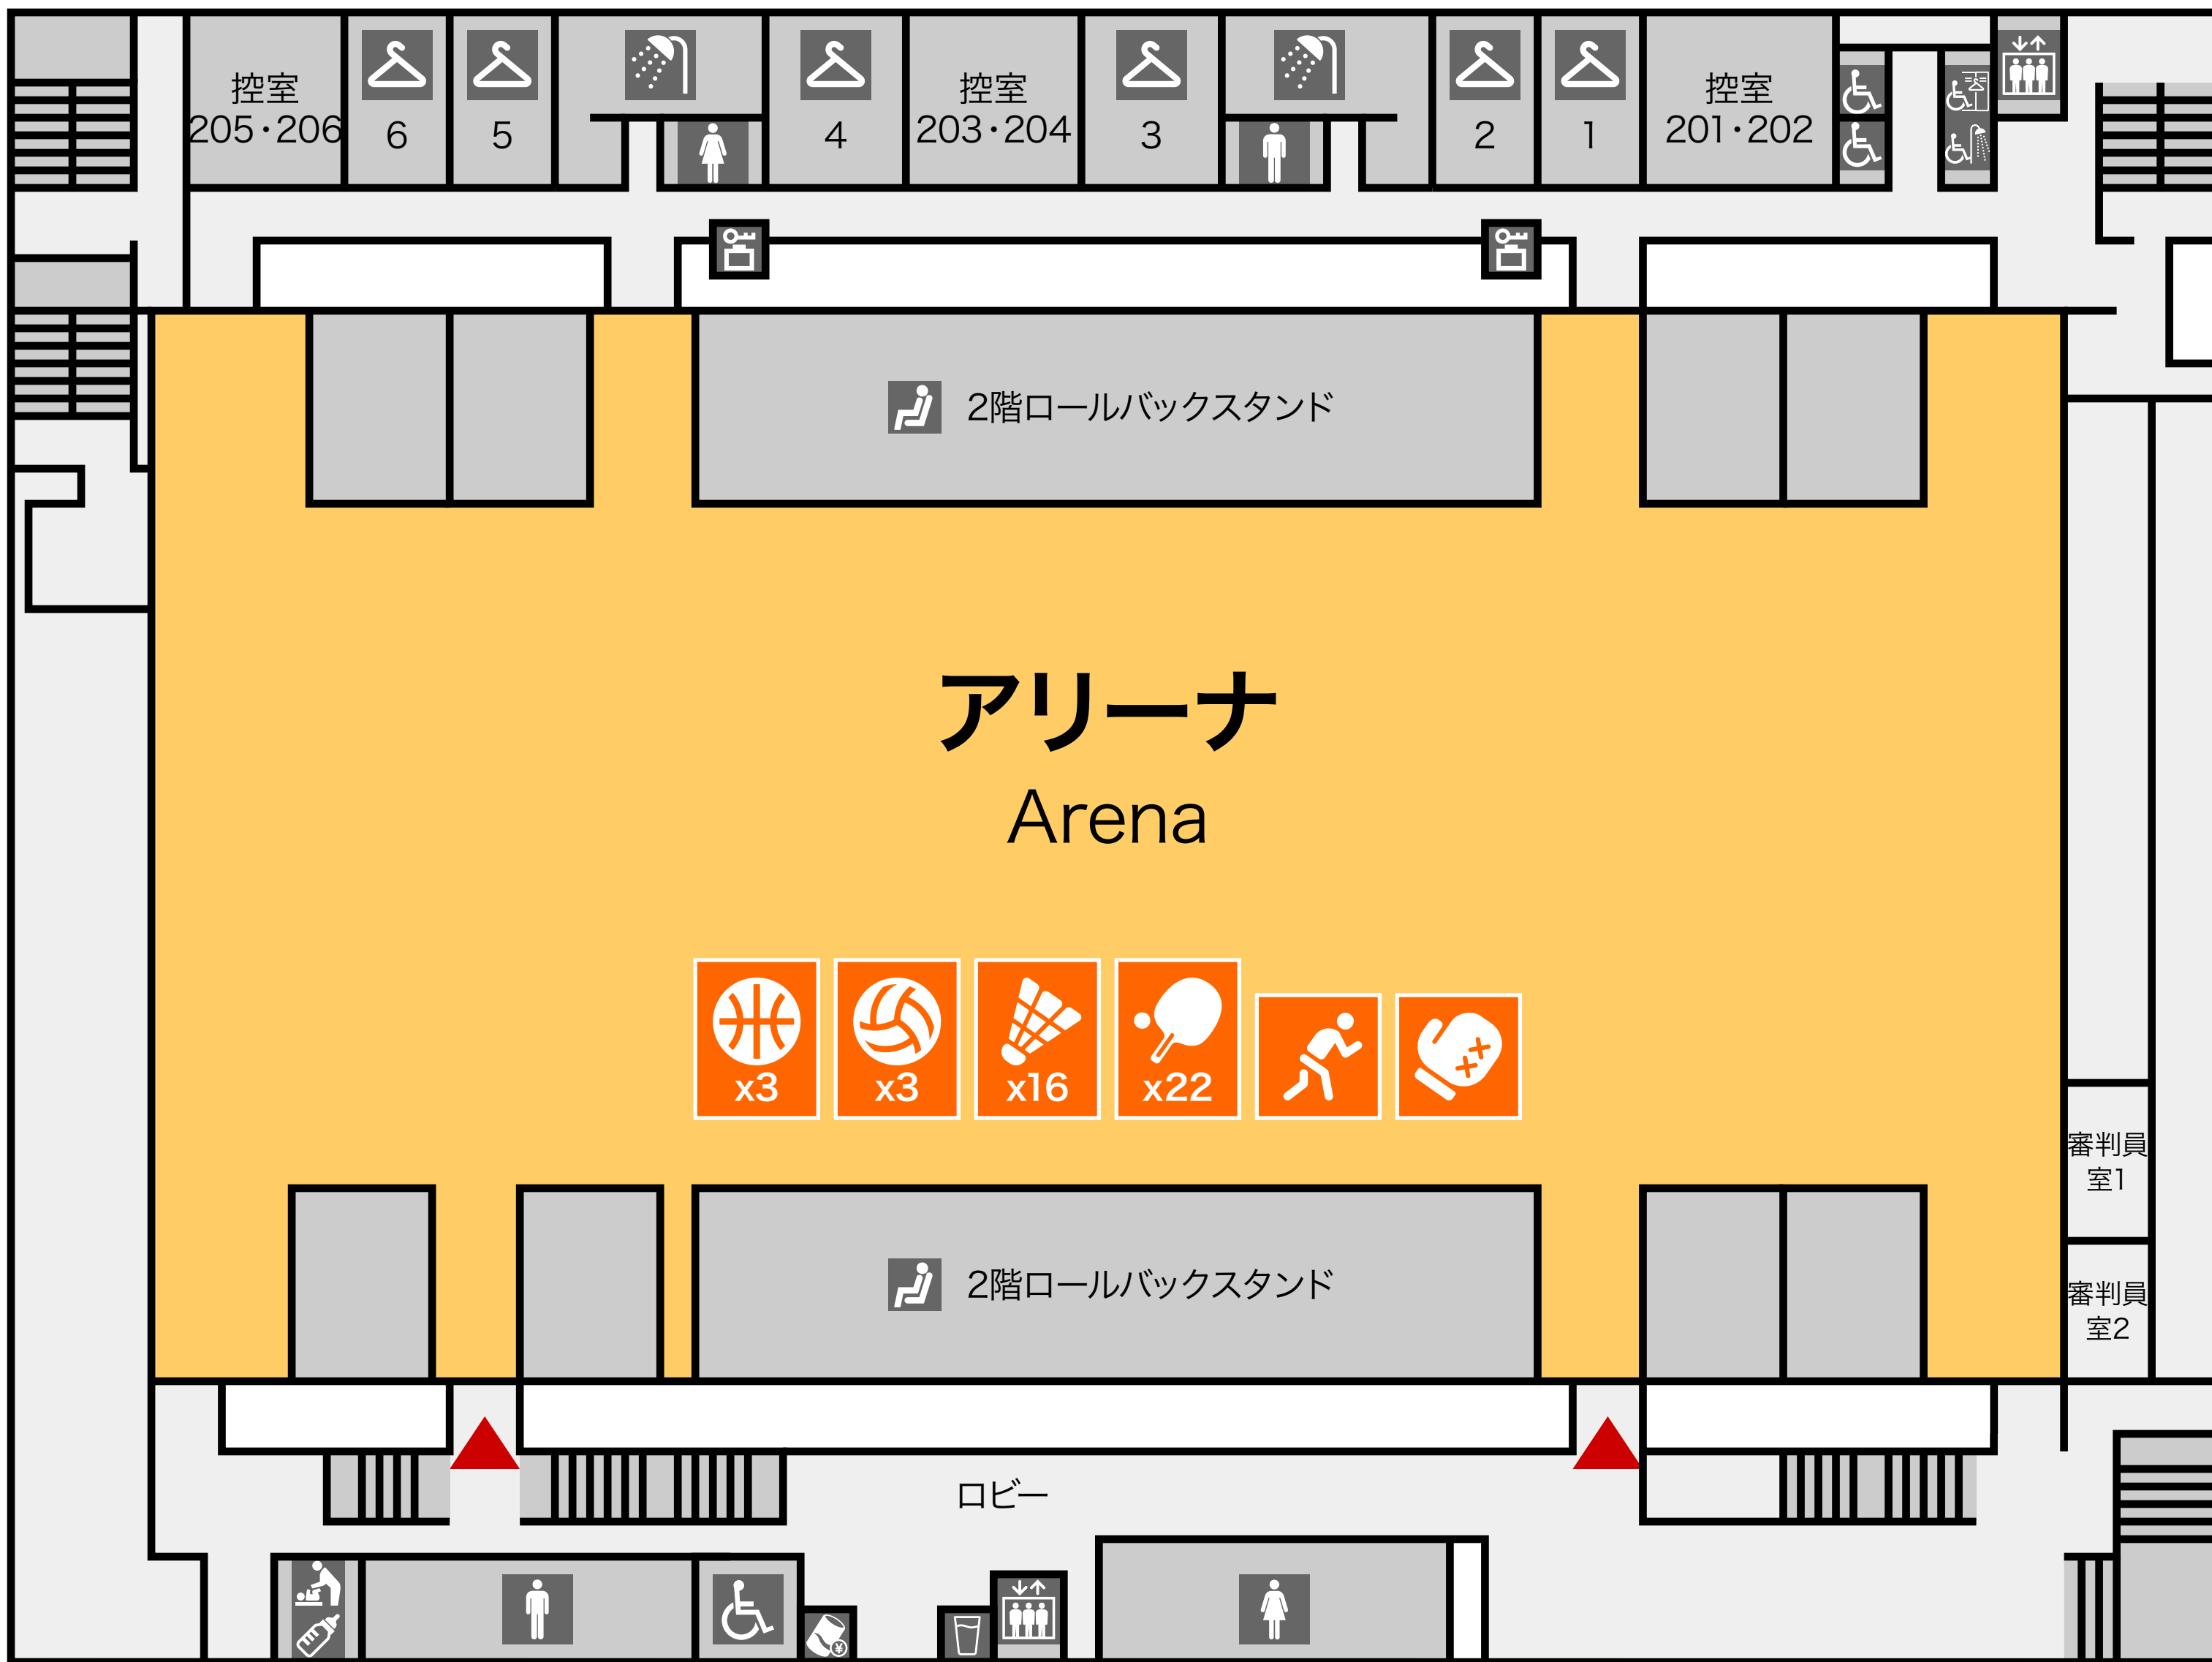 控室
205・206
6
5
4
控室
203・204
3
2
1
控室
201・202
2階ロールバックスタンド
アリーナ
Arena
x3
x3
x16
x22
審判員
室1
審判員
室2
2階ロールバックスタンド
ロビー
¥